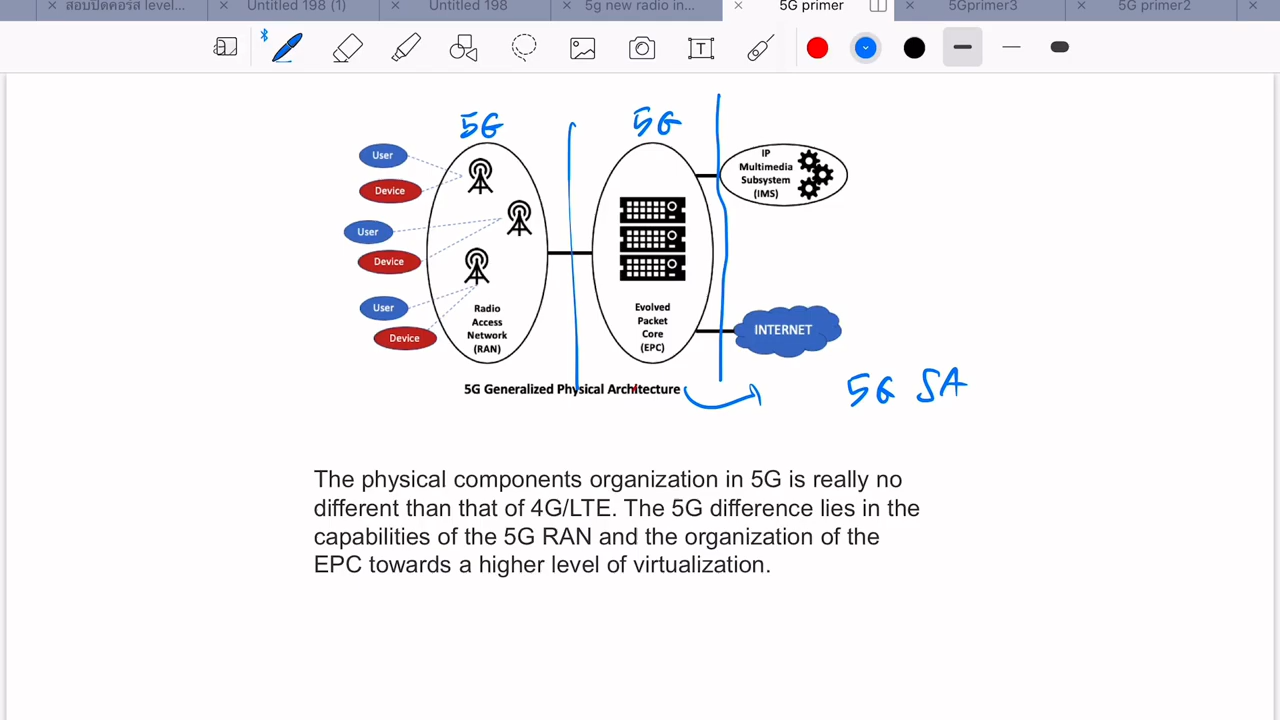 สอบปิดคอร์ส level...
Untitled 198 (1)
Untitled 198
5g new radio in...
5G primer
5Gprimer3
5G primer2
T
5G
5G
User
Device
User
Device
User
Device
Radio
Access
Network
(RAN)
Evolved
Packet
Core
(EPC)
IP
Multimedia
Subsystem
(IMS)
INTERNET
5G Generalized Physical Architecture
5G SA
The physical components organization in 5G is really no
different than that of 4G/LTE. The 5G difference lies in the
capabilities of the 5G RAN and the organization of the
EPC towards a higher level of virtualization.